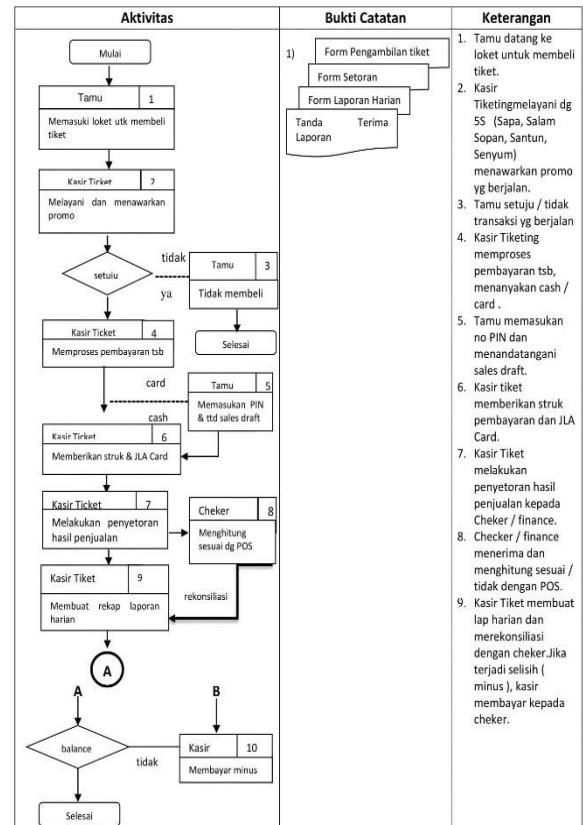 Aktivitas
Bukti Catatan
Keterangan
Mulai
Tamu 1
Memasuki loket utk membeli
tiket
Kasir Ticket 2
Melayani dan menawarkan
promo
setuju
tidak
ya
Tamu 3
Tidak membeli
Selesai
Kasir Ticket 4
Memproses pembayaran tsb
card
cash
Tamu 5
Memasukan PIN
& ttd sales draft
Kasir Ticket 6
Memberikan struk & JLA Card
Kasir Ticket 7
Melakukan penyetoran
hasil penjualan
Cheker 8
Menghitung
sesuai dg POS
Kasir Tiket 9
Membuat rekap laporan
harian
rekonsiliasi
A
A
B
balance
tidak
Kasir 10
Membayar minus
Selesai
1)
Form Pengambilan tiket
Form Setoran
Form Laporan Harian
Tanda Terima
Laporan
1. Tamu datang ke
loket untuk membeli
tiket.
2. Kasir
Tiketingmelayani dg
5S (Sapa, Salam
Sopan, Santun,
Senyum)
menawarkan promo
yg berjalan.
3. Tamu setuju / tidak
transaksi yg berjalan
4. Kasir Tiketing
memproses
pembayaran tsb,
menanyakan cash /
card .
5. Tamu memasukan
no PIN dan
menandatangani
sales draft.
6. Kasir tiket
memberikan struk
pembayaran dan JLA
Card.
7. Kasir Tiket
melakukan
penyetoran hasil
penjualan kepada
Cheker / finance.
8. Checker / finance
menerima dan
menghitung sesuai /
tidak dengan POS.
9. Kasir Tiket membuat
lap harian dan
merekonsiliasi
dengan cheker.Jika
terjadi selisih (
minus ), kasir
membayar kepada
cheker.